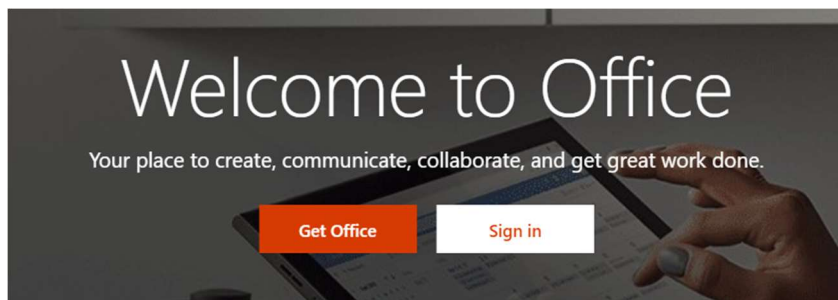 Welcome to Office
Your place to create, communicate, collaborate, and get great work done.
Get Office
Sign in